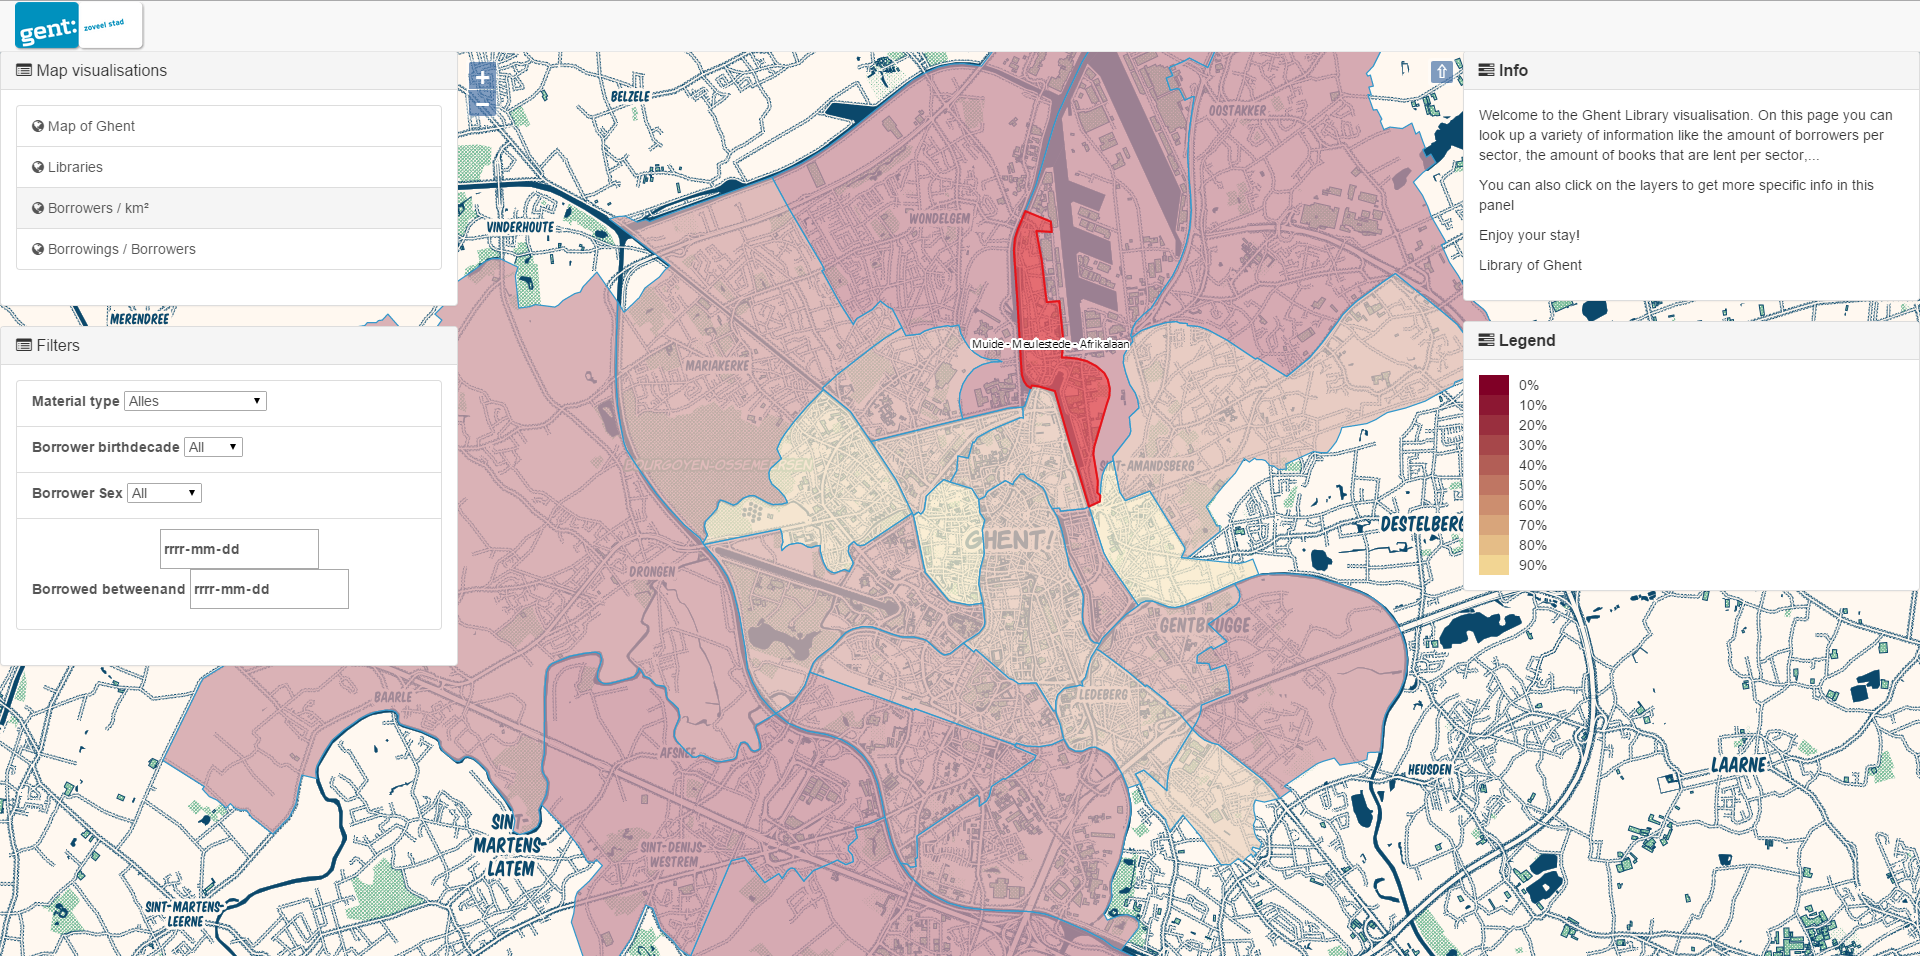 gent:
zoveel stad
Map visualisations
Map of Ghent
Libraries
Borrowers / km²
Borrowings / Borrowers
Filters
Material type Alles
Borrower birthdecade All
Borrower Sex All
rrrr-mm-dd
Borrowed betweenand rrrr-mm-dd
+
−
⇧
Info
Welcome to the Ghent Library visualisation. On this page you can
look up a variety of information like the amount of borrowers per
sector, the amount of books that are lent per sector,...
You can also click on the layers to get more specific info in this
panel
Enjoy your stay!
Library of Ghent
Legend
0%
10%
20%
30%
40%
50%
60%
70%
80%
90%
BELZELE
OOSTAKKER
VINDERHOUTE
WONDELGEM
MERENDREE
Muide - Meulestede - Afrikalaan
MARIAKERKE
SINT-AMANDSBERG
DESTELBERG
GHENT!
DRONGEN
GENTBRUGGE
BAARLE
LEDEBERG
AFSNEE
HEUSDEN
LAARNE
SINT-
MARTENS-
LATEM
SINT-DENIJS-
WESTREM
SINT-MARTENS-
LEERNE